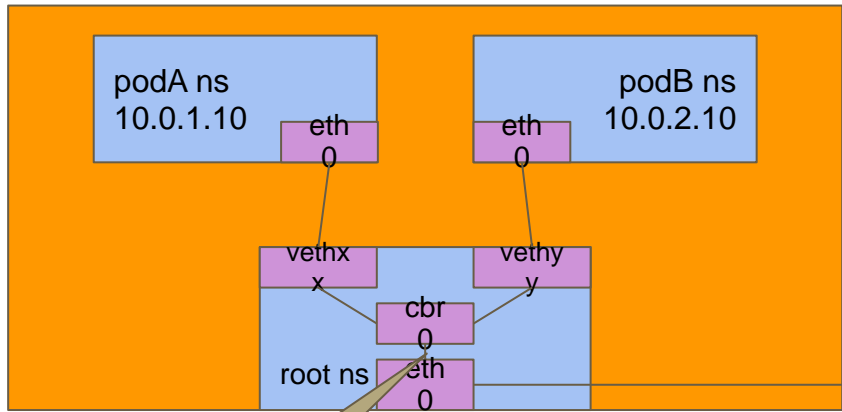 podA ns
10.0.1.10
eth
0
podB ns
10.0.2.10
eth
0
vethx
x
vethy
y
cbr
0
root ns
eth
0